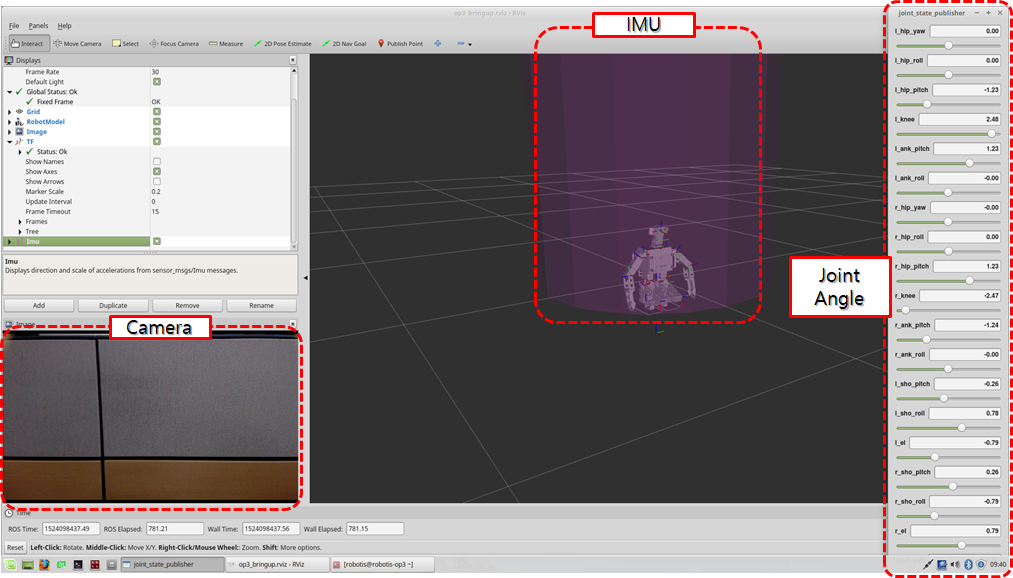 op3_bringup.rviz - RViz
File Panels Help
Interact Move Camera Select Focus Camera Measure 2D Pose Estimate 2D Nav Goal Publish Point
Displays
Frame Rate 30
Default Light
Global Status: Ok
Fixed Frame OK
Grid
RobotModel
Image
TF
Status: Ok
Show Names
Show Axes
Show Arrows
Marker Scale 0.2
Update Interval 0
Frame Timeout 15
Frames
Tree
Imu
Imu
Displays direction and scale of accelerations from sensor_msgs/Imu messages.
Add Duplicate Remove Rename
Image
Camera
IMU
Joint
Angle
joint_state_publisher
l_hip_yaw 0.00
l_hip_roll 0.00
l_hip_pitch -1.23
l_knee 2.48
l_ank_pitch 1.23
l_ank_roll -0.00
r_hip_yaw -0.00
r_hip_roll 0.00
r_hip_pitch 1.23
r_knee -2.47
r_ank_pitch -1.24
r_ank_roll -0.00
l_sho_pitch -0.26
l_sho_roll 0.78
l_el -0.79
r_sho_pitch 0.26
r_sho_roll -0.79
r_el 0.79
Time
ROS Time: 1524098437.49 ROS Elapsed: 781.21 Wall Time: 1524098437.56 Wall Elapsed: 781.15
Reset Left-Click: Rotate. Middle-Click: Move X/Y. Right-Click/Mouse Wheel: Zoom. Shift: More options.
joint_state_publisher op3_bringup.rviz - RViz [robotis@robotis-op3 ~] 09:40